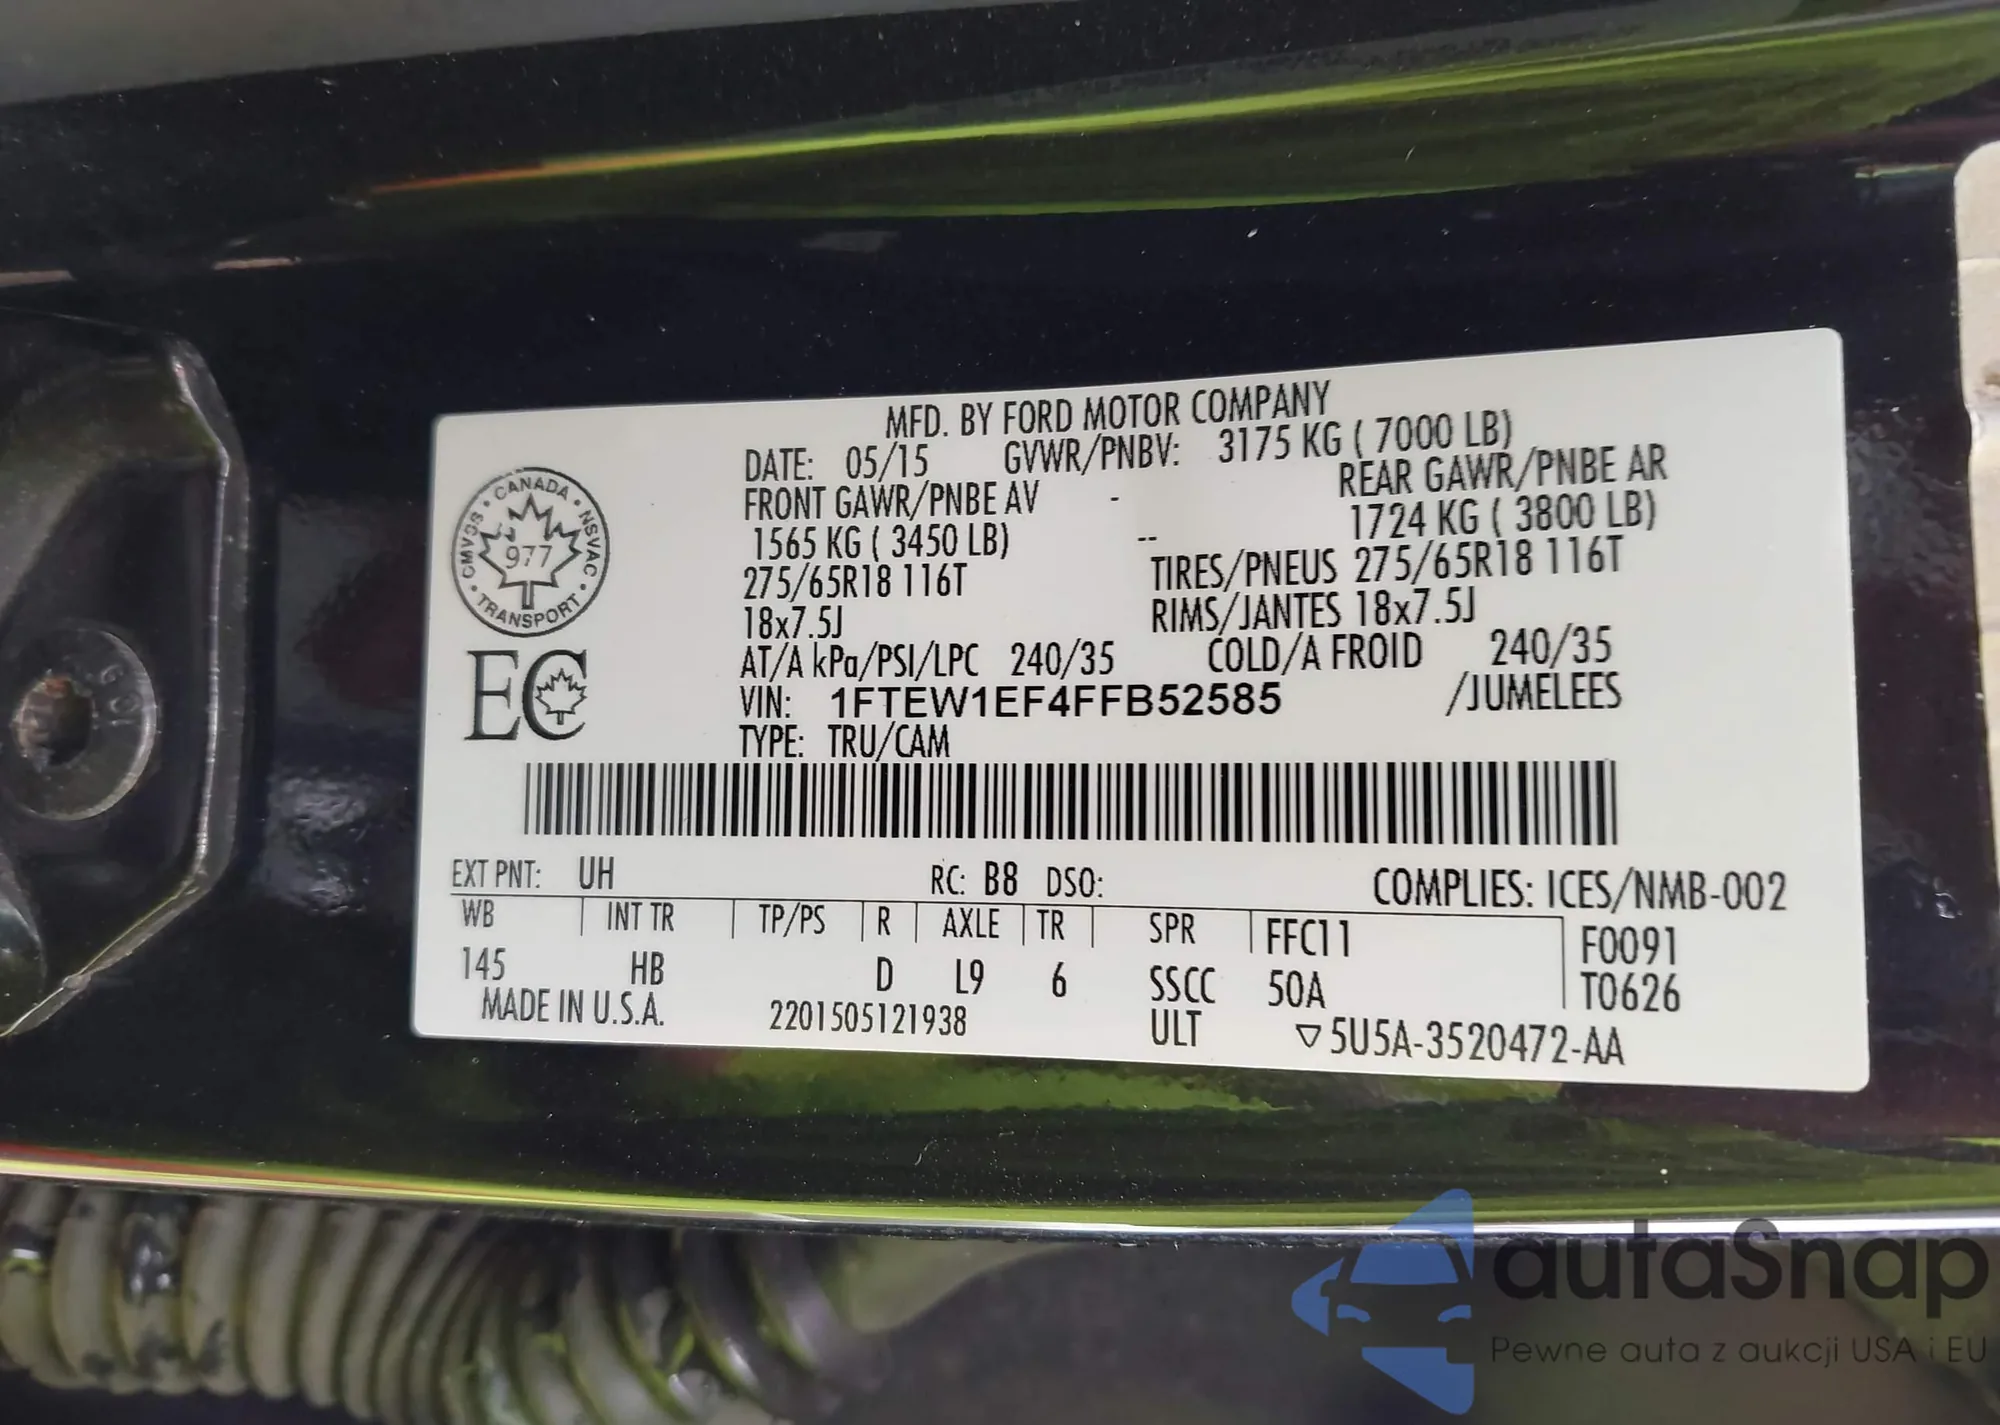 MFD. BY FORD MOTOR COMPANY
DATE: 05/15 GVWR/PNBV: 3175 KG ( 7000 LB)
FRONT GAWR/PNBE AV - REAR GAWR/PNBE AR
1565 KG ( 3450 LB) -- 1724 KG ( 3800 LB)
275/65R18 116T TIRES/PNEUS 275/65R18 116T
18x7.5J RIMS/JANTES 18x7.5J
AT/A kPa/PSI/LPC 240/35 COLD/A FROID 240/35
VIN: 1FTEW1EF4FFB52585 /JUMELEES
TYPE: TRU/CAM
CANADA
CMVSS NSVAC
977
TRANSPORT
EC
EXT PNT: UH RC: B8 DSO: COMPLIES: ICES/NMB-002
WB INT TR TP/PS R AXLE TR SPR FFC11 F0091
145 HB D L9 6 SSCC 50A T0626
MADE IN U.S.A. 2201505121938 ULT ▽5U5A-3520472-AA
autaSnap
Pewne auta z aukcji USA i EU